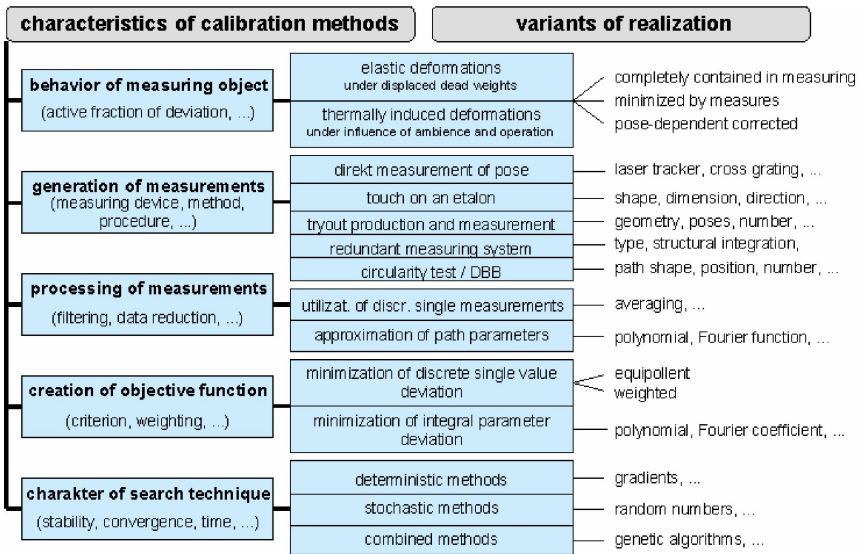 characteristics of calibration methods
variants of realization
behavior of measuring object
(active fraction of deviation, ...)
elastic deformations
under displaced dead weights
thermally induced deformations
under influence of ambience and operation
completely contained in measuring
minimized by measures
pose-dependent corrected
generation of measurements
(measuring device, method,
procedure, ...)
direkt measurement of pose
laser tracker, cross grating, ...
touch on an etalon
shape, dimension, direction, ...
tryout production and measurement
geometry, poses, number, ...
redundant measuring system
type, structural integration,
circularity test / DBB
path shape, position, number, ...
processing of measurements
(filtering, data reduction, ...)
utilizat. of discr. single measurements
averaging, ...
approximation of path parameters
polynomial, Fourier function, ...
creation of objective function
(criterion, weighting, ...)
minimization of discrete single value
deviation
equipollent
weighted
minimization of integral parameter
deviation
polynomial, Fourier coefficient, ...
charakter of search technique
(stability, convergence, time, ...)
deterministic methods
gradients, ...
stochastic methods
random numbers, ...
combined methods
genetic algorithms, ...